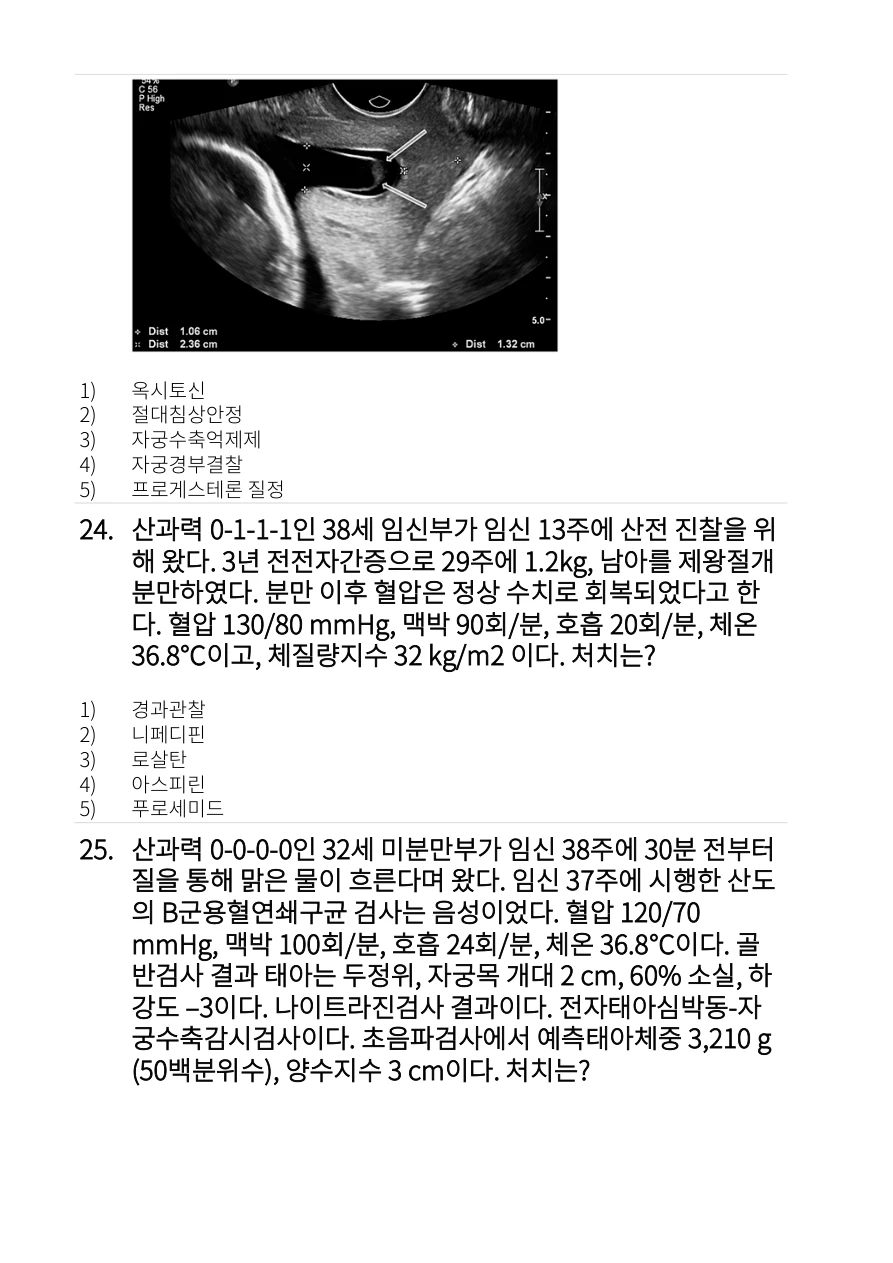 54%
C 56
P High
Res
5.0
Dist 1.06 cm
Dist 2.36 cm
Dist 1.32 cm
1) 옥시토신
2) 절대침상안정
3) 자궁수축억제제
4) 자궁경부결찰
5) 프로게스테론 질정
24. 산과력 0-1-1-1인 38세 임신부가 임신 13주에 산전 진찰을 위
해 왔다. 3년 전전자간증으로 29주에 1.2kg, 남아를 제왕절개
분만하였다. 분만 이후 혈압은 정상 수치로 회복되었다고 한
다. 혈압 130/80 mmHg, 맥박 90회/분, 호흡 20회/분, 체온
36.8°C이고, 체질량지수 32 kg/m2 이다. 처치는?
1) 경과관찰
2) 니페디핀
3) 로살탄
4) 아스피린
5) 푸로세미드
25. 산과력 0-0-0-0인 32세 미분만부가 임신 38주에 30분 전부터
질을 통해 맑은 물이 흐른다며 왔다. 임신 37주에 시행한 산도
의 B군용혈연쇄구균 검사는 음성이었다. 혈압 120/70
mmHg, 맥박 100회/분, 호흡 24회/분, 체온 36.8°C이다. 골
반검사 결과 태아는 두정위, 자궁목 개대 2 cm, 60% 소실, 하
강도 –3이다. 나이트라진검사 결과이다. 전자태아심박동-자
궁수축감시검사이다. 초음파검사에서 예측태아체중 3,210 g
(50백분위수), 양수지수 3 cm이다. 처치는?